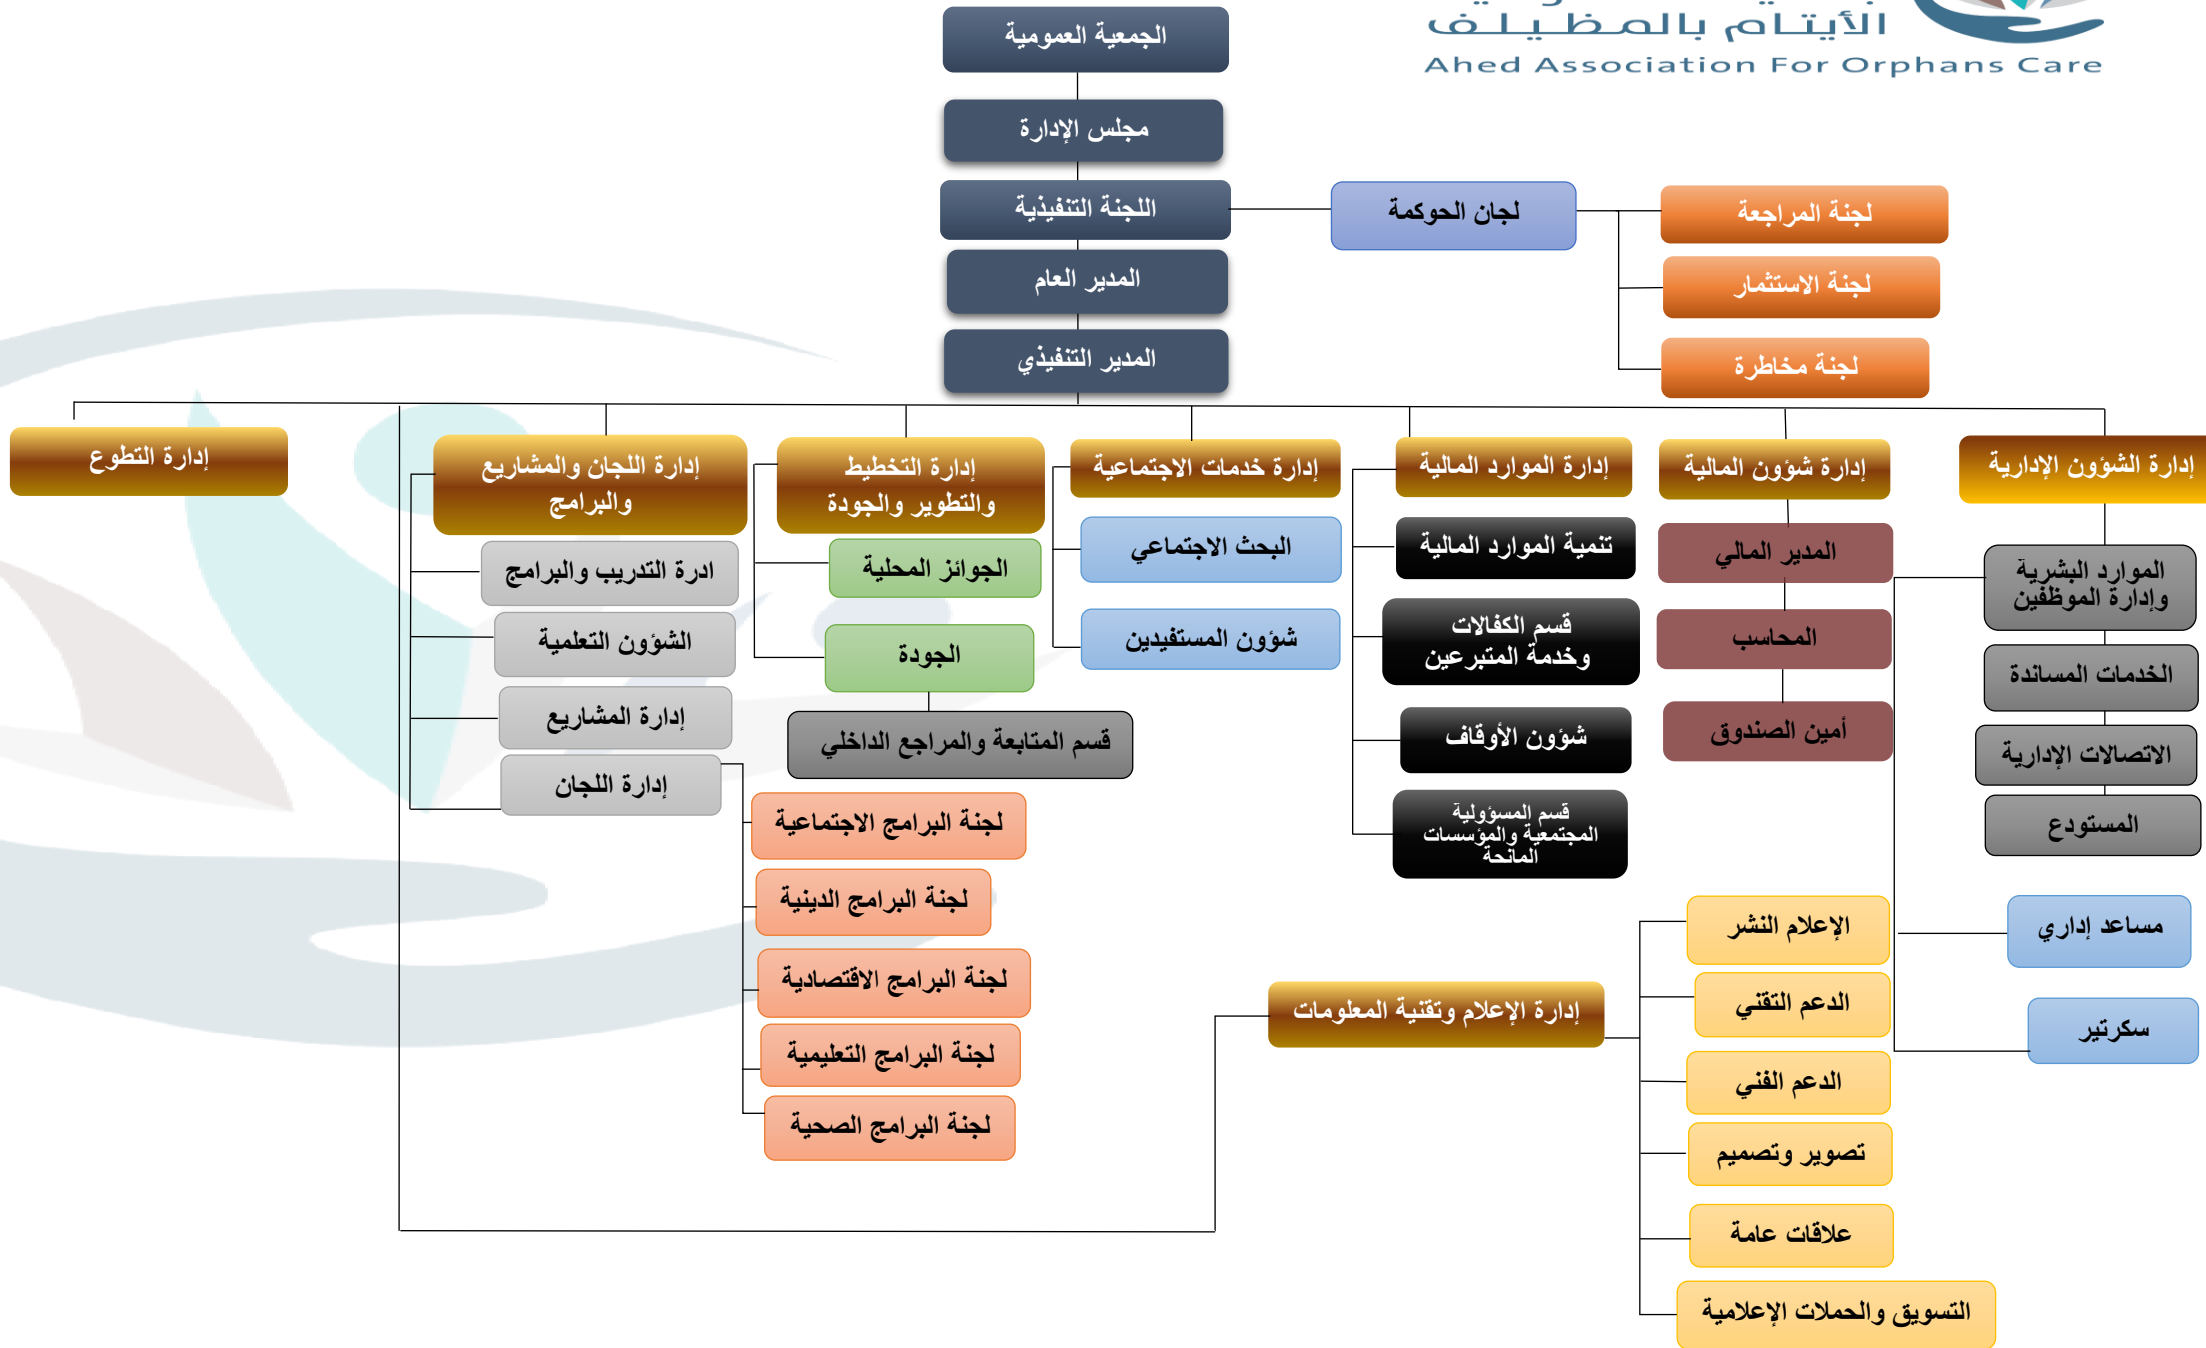 الأيتام بالمظيلف
Ahed Association For Orphans Care
الجمعية العمومية
مجلس الإدارة
اللجنة التنفيذية
لجان الحوكمة
لجنة المراجعة
لجنة الاستثمار
لجنة مخاطرة
المدير العام
المدير التنفيذي
إدارة الشؤون الإدارية
الموارد البشرية
وإدارة الموظفين
الخدمات المساندة
الاتصالات الإدارية
المستودع
مساعد إداري
سكرتير
إدارة شؤون المالية
المدير المالي
المحاسب
أمين الصندوق
إدارة الموارد المالية
تنمية الموارد المالية
قسم الكفالات
وخدمة المتبرعين
شؤون الأوقاف
قسم المسؤولية
المجتمعية والمؤسسات
المانحة
إدارة خدمات الاجتماعية
البحث الاجتماعي
شؤون المستفيدين
إدارة التخطيط
والتطوير والجودة
الجوائز المحلية
الجودة
قسم المتابعة والمراجع الداخلي
إدارة اللجان والمشاريع
والبرامج
ادرة التدريب والبرامج
الشؤون التعلمية
إدارة المشاريع
إدارة اللجان
لجنة البرامج الاجتماعية
لجنة البرامج الدينية
لجنة البرامج الاقتصادية
لجنة البرامج التعليمية
لجنة البرامج الصحية
إدارة التطوع
إدارة الإعلام وتقنية المعلومات
الإعلام النشر
الدعم التقني
الدعم الفني
تصوير وتصميم
علاقات عامة
التسويق والحملات الإعلامية